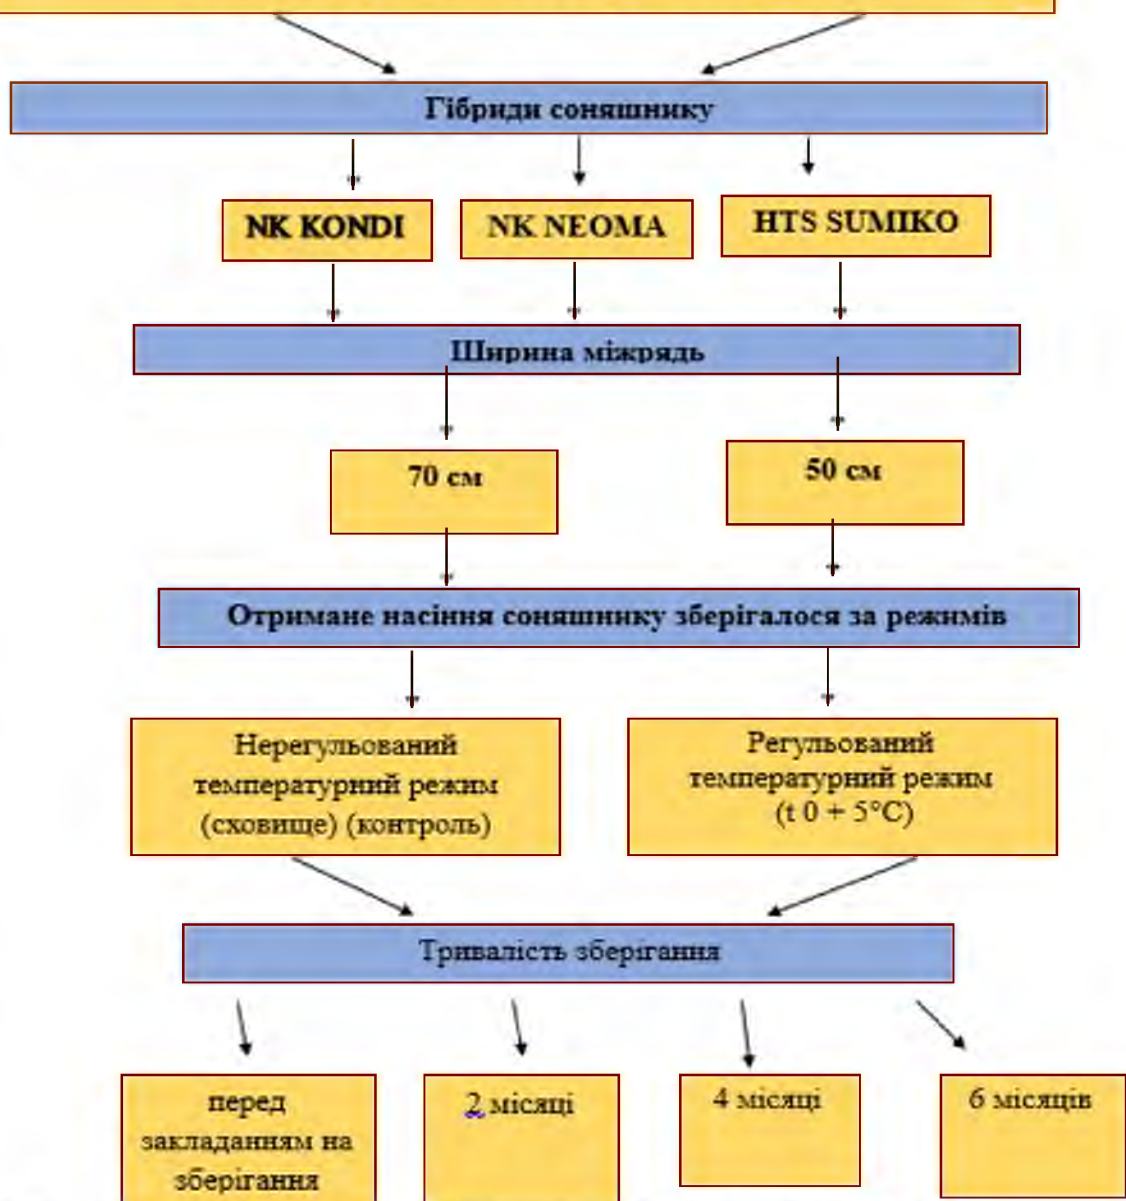 Гібриди соняшнику
NK KONDI
NK NEOMA
HTS SUMIKO
Ширина міжрядь
70 см
50 см
Отримане насіння соняшнику зберігалося за режимів
Нерегульований
температурний режим
(сховище) (контроль)
Регульований
температурний режим
(t 0 + 5°C)
Тривалість зберігання
перед
закладанням на
зберігання
2 місяці
4 місяці
6 місяців